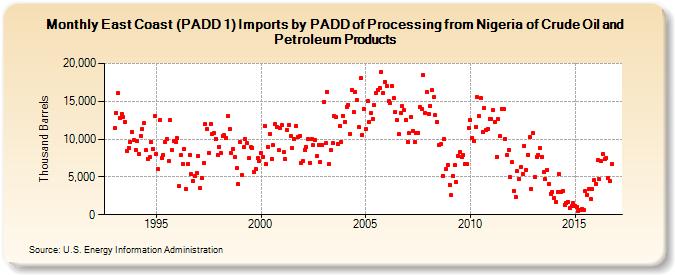 Monthly East Coast (PADD 1) Imports by PADD of Processing from Nigeria of Crude Oil and
Petroleum Products
Thousand Barrels
20,000
15,000
10,000
5,000
0
1995
2000
2005
2010
2015
Source: U.S. Energy Information Administration